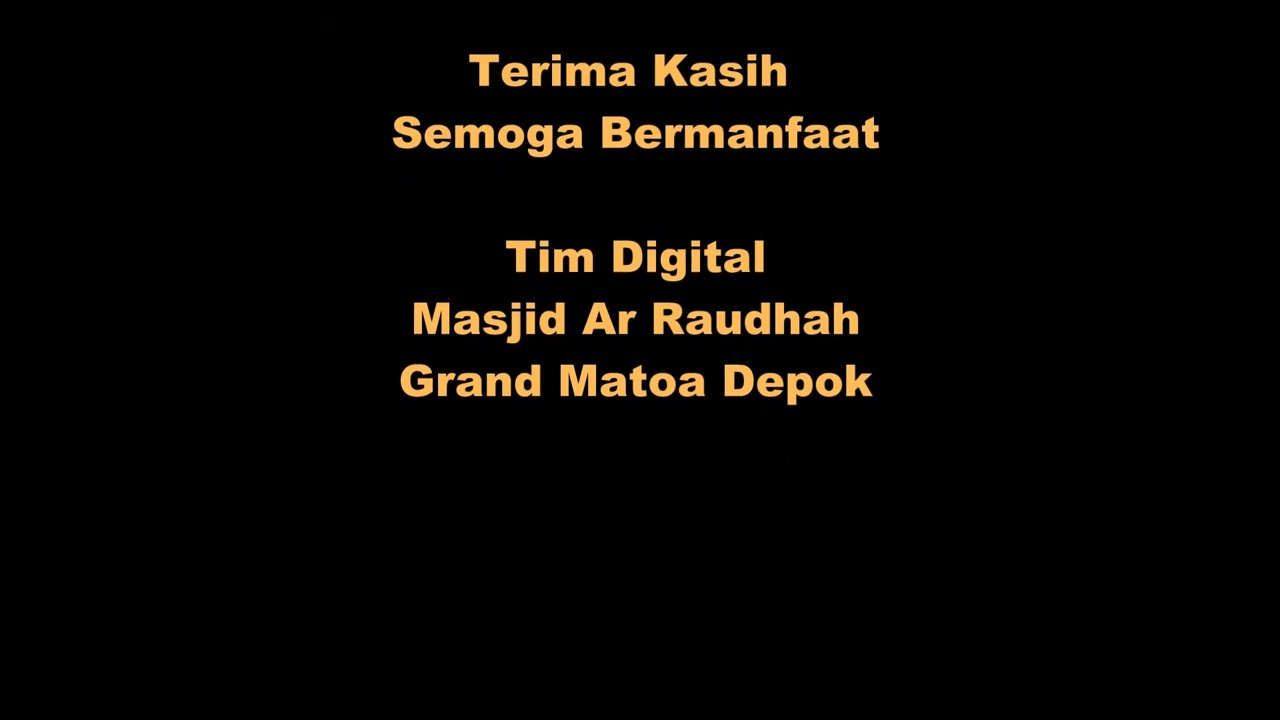 Terima Kasih
Semoga Bermanfaat
Tim Digital
Masjid Ar Raudhah
Grand Matoa Depok